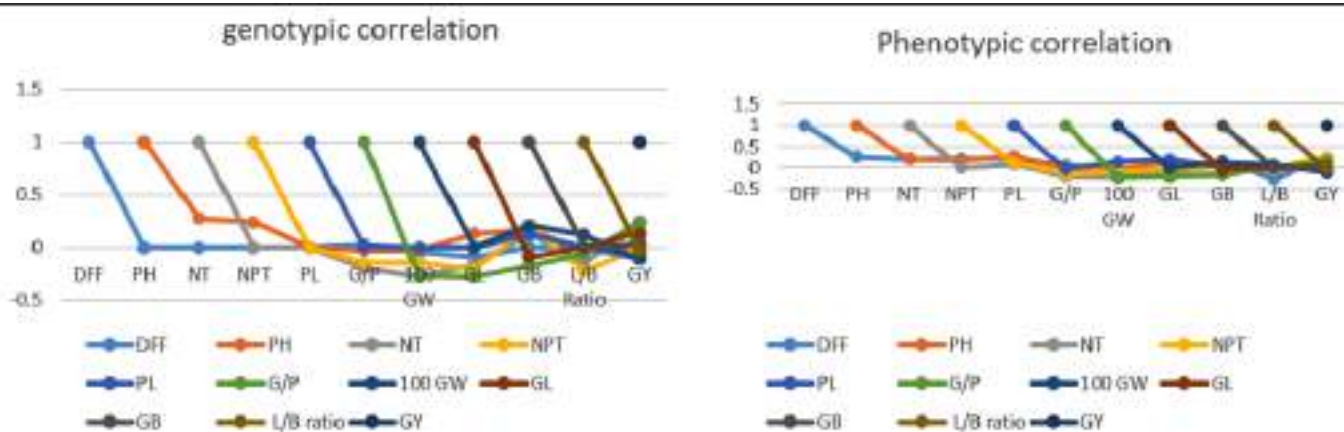 genotypic correlation
1.5
1
0.5
0
-0.5
DFF PH NT NPT PL G/P 100 GW GL GB L/B Ratio GY
DFF PH NT NPT
PL G/P 100 GW GL
GB L/B ratio GY
Phenotypic correlation
1.5
1
0.5
0
-0.5
DFF PH NT NPT PL G/P 100 GW GL GB L/B Ratio GY
DFF PH NT NPT
PL G/P 100 GW GL
GB L/B ratio GY